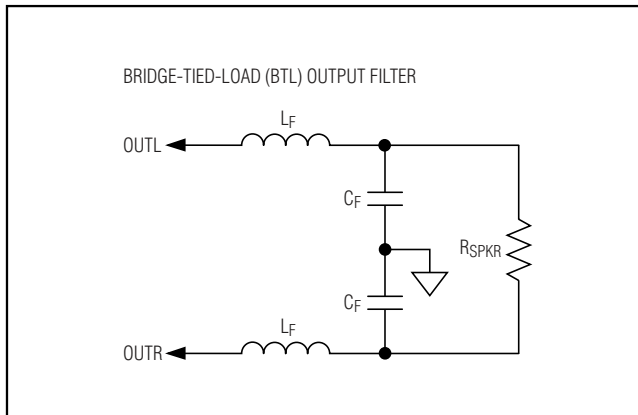 BRIDGE-TIED-LOAD (BTL) OUTPUT FILTER
LF
OUTL
CF
RSPKR
CF
LF
OUTR